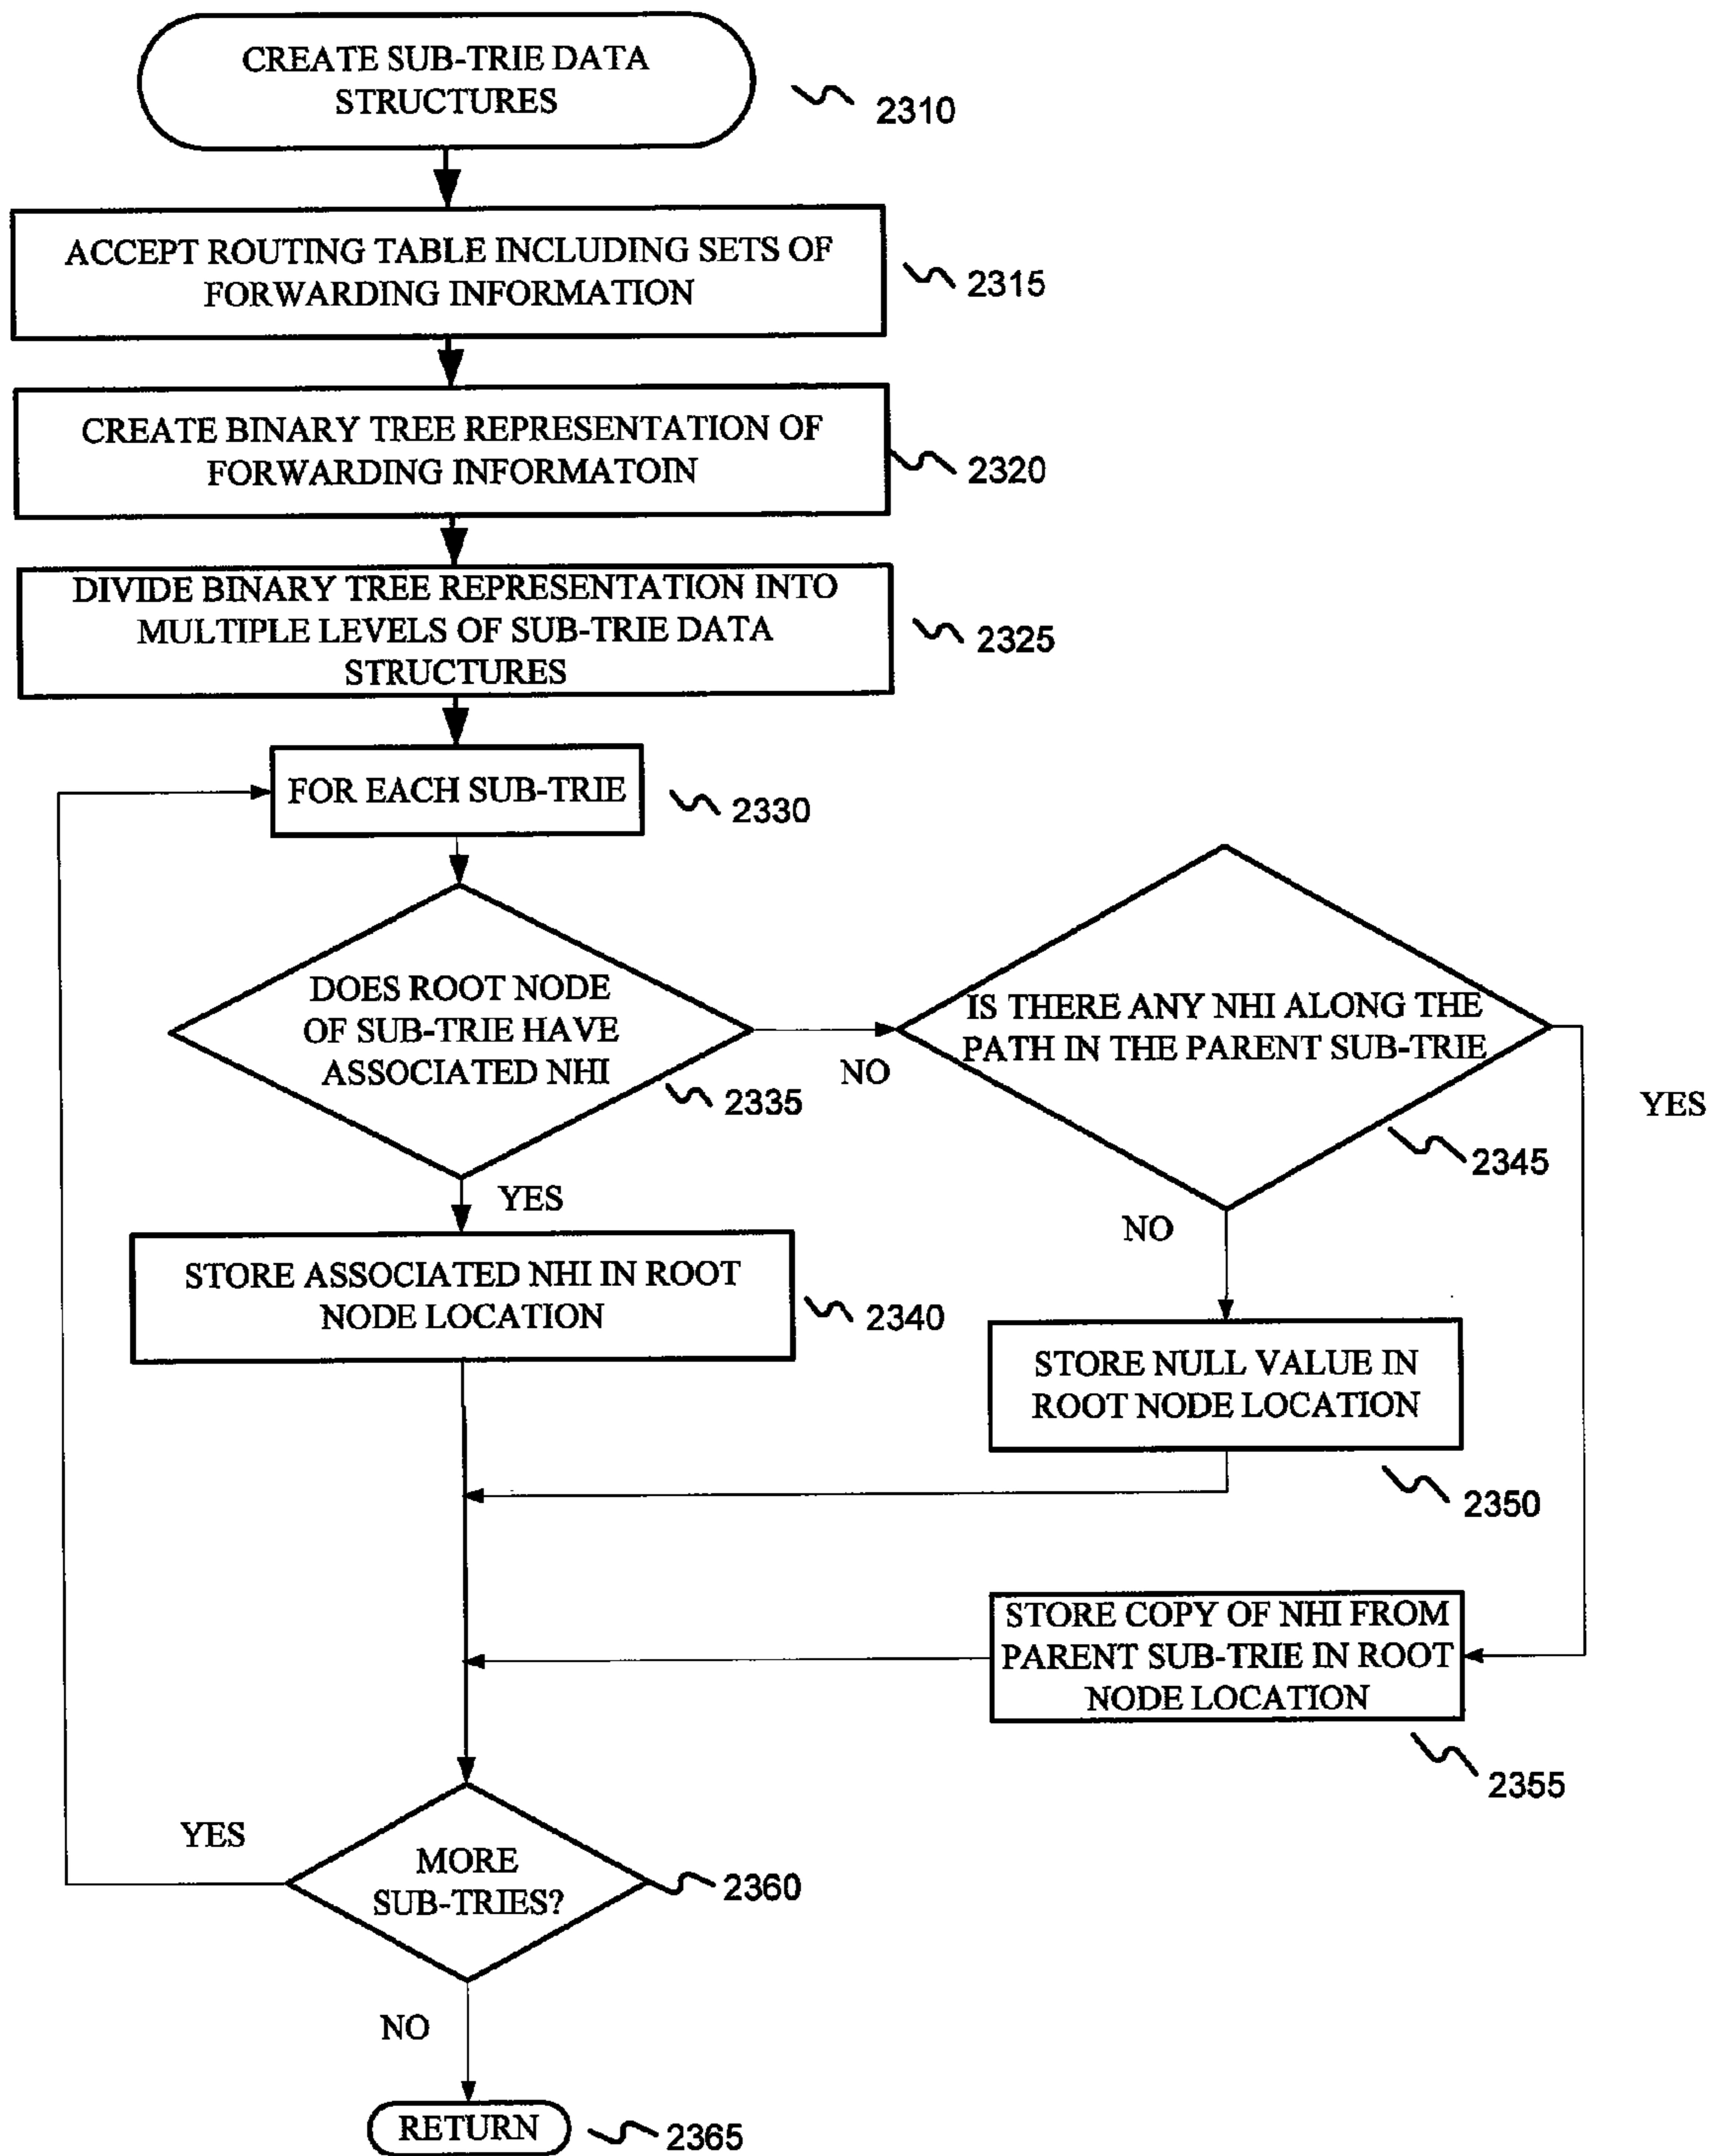 CREATE SUB-TRIE DATA
STRUCTURES
2310
ACCEPT ROUTING TABLE INCLUDING SETS OF
FORWARDING INFORMATION
2315
CREATE BINARY TREE REPRESENTATION OF
FORWARDING INFORMATOIN
2320
DIVIDE BINARY TREE REPRESENTATION INTO
MULTIPLE LEVELS OF SUB-TRIE DATA
STRUCTURES
2325
FOR EACH SUB-TRIE
2330
DOES ROOT NODE
OF SUB-TRIE HAVE
ASSOCIATED NHI
2335
NO
IS THERE ANY NHI ALONG THE
PATH IN THE PARENT SUB-TRIE
2345
YES
YES
NO
STORE ASSOCIATED NHI IN ROOT
NODE LOCATION
2340
STORE NULL VALUE IN
ROOT NODE LOCATION
2350
STORE COPY OF NHI FROM
PARENT SUB-TRIE IN ROOT
NODE LOCATION
2355
YES
MORE
SUB-TRIES?
2360
NO
RETURN
2365